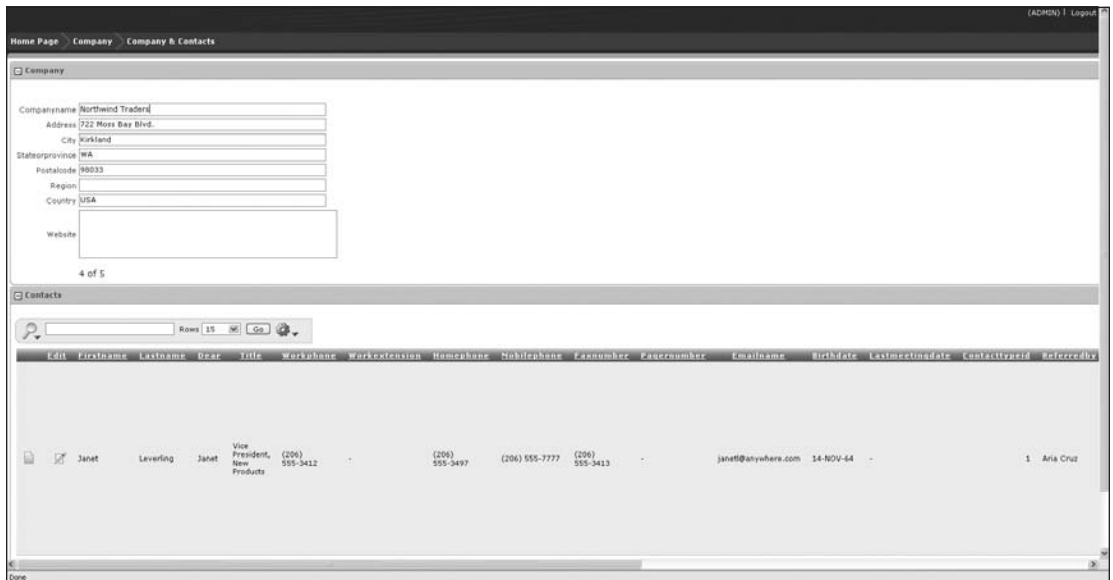 (ADMIN) | Logout
Home Page Company Company & Contacts
Company
Companyname Northwind Traders
Address 722 Moss Bay Blvd.
City Kirkland
Stateorprovince WA
Postalcode 98033
Region
Country USA
Website
4 of 5
Contacts
Rows 15 Go
Edit Firstname Lastname Dear Title Workphone Workextension Homephone Mobilephone Faxnumber Pagernumber Emailname Birthdate Lastmeetingdate Contacttypeid Referredby
Janet Leverling Janet Vice President, New Products (206) 555-3412 - (206) 555-3497 (206) 555-7777 (206) 555-3413 - janetl@anywhere.com 14-NOV-64 - 1 Aria Cruz
Done